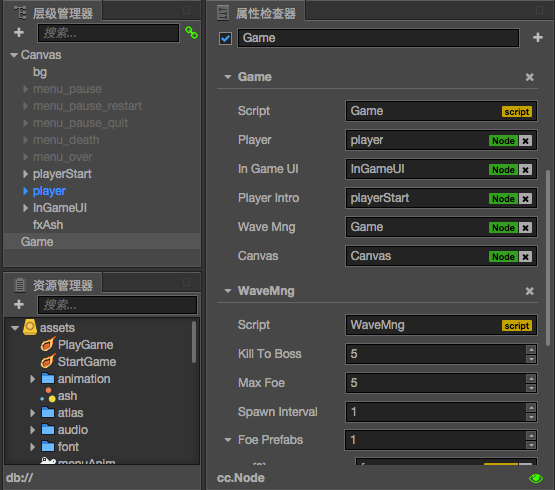 层级管理器
搜索...
Canvas
bg
menu_pause
menu_pause_restart
menu_pause_quit
menu_death
menu_over
playerStart
player
InGameUI
fxAsh
Game
资源管理器
搜索...
assets
PlayGame
StartGame
animation
ash
atlas
audio
font
menuAnim
db://
属性检查器
Game
Game
Script Game script
Player player Node
In Game UI InGameUI Node
Player Intro playerStart Node
Wave Mng Game Node
Canvas Canvas Node
WaveMng
Script WaveMng script
Kill To Boss 5
Max Foe 5
Spawn Interval 1
Foe Prefabs 1
cc.Node